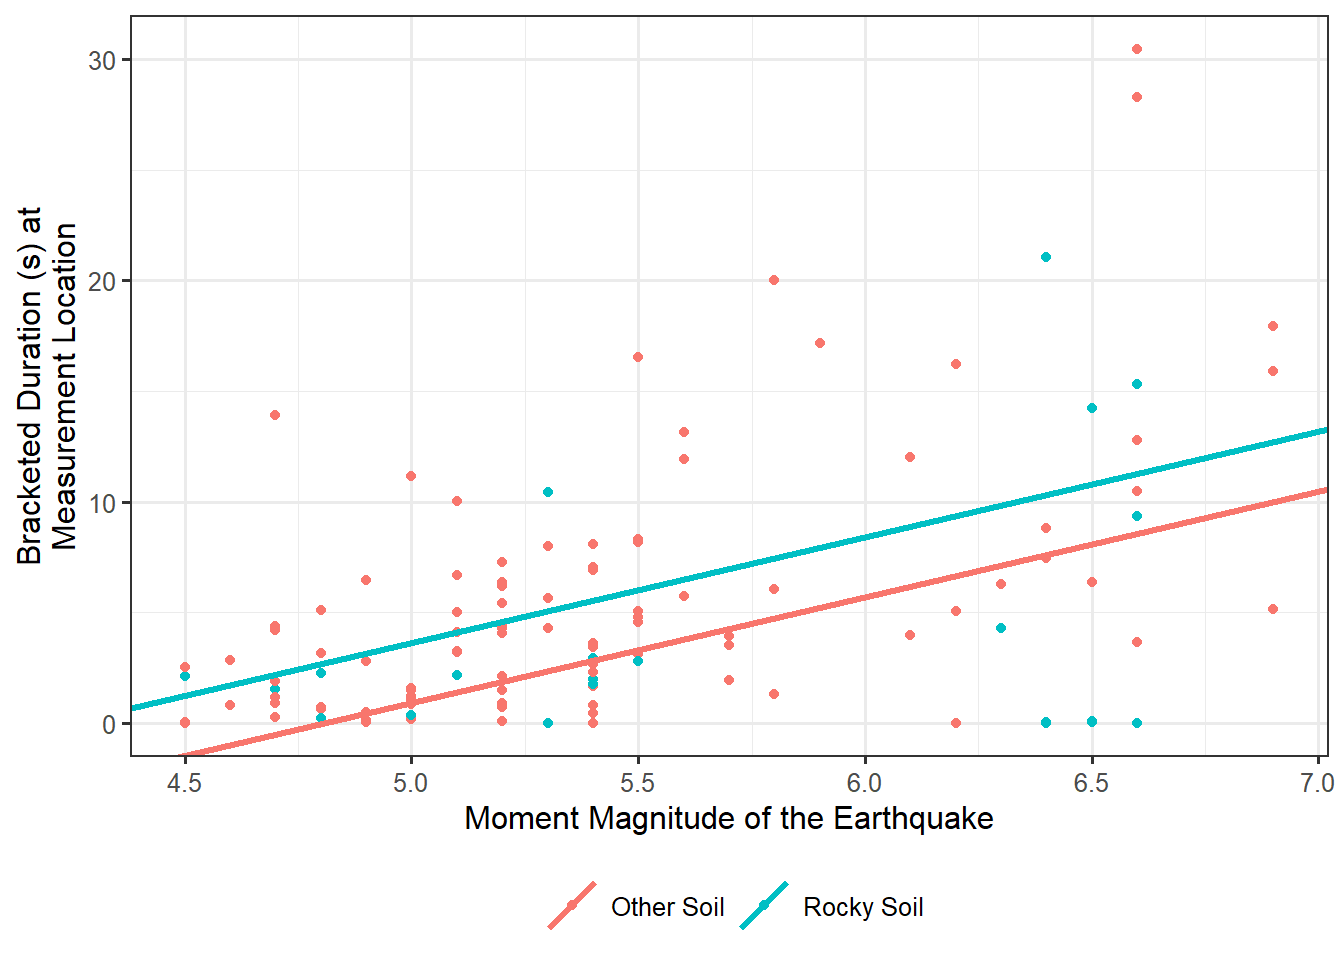 Bracketed Duration (s) at
Measurement Location
30
20
10
0
4.5 5.0 5.5 6.0 6.5 7.0
Moment Magnitude of the Earthquake
Other Soil Rocky Soil